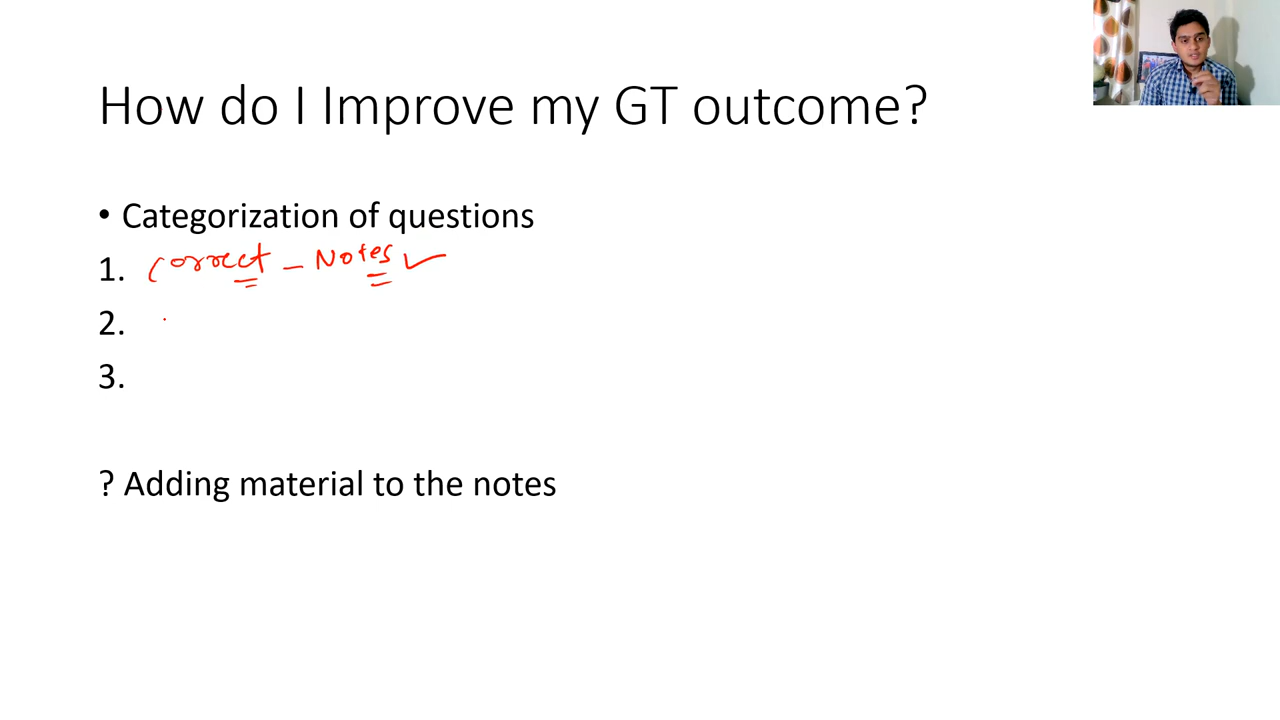 How do I Improve my GT outcome?
• Categorization of questions
1. Correct – Notes ✓
2.
3.
? Adding material to the notes